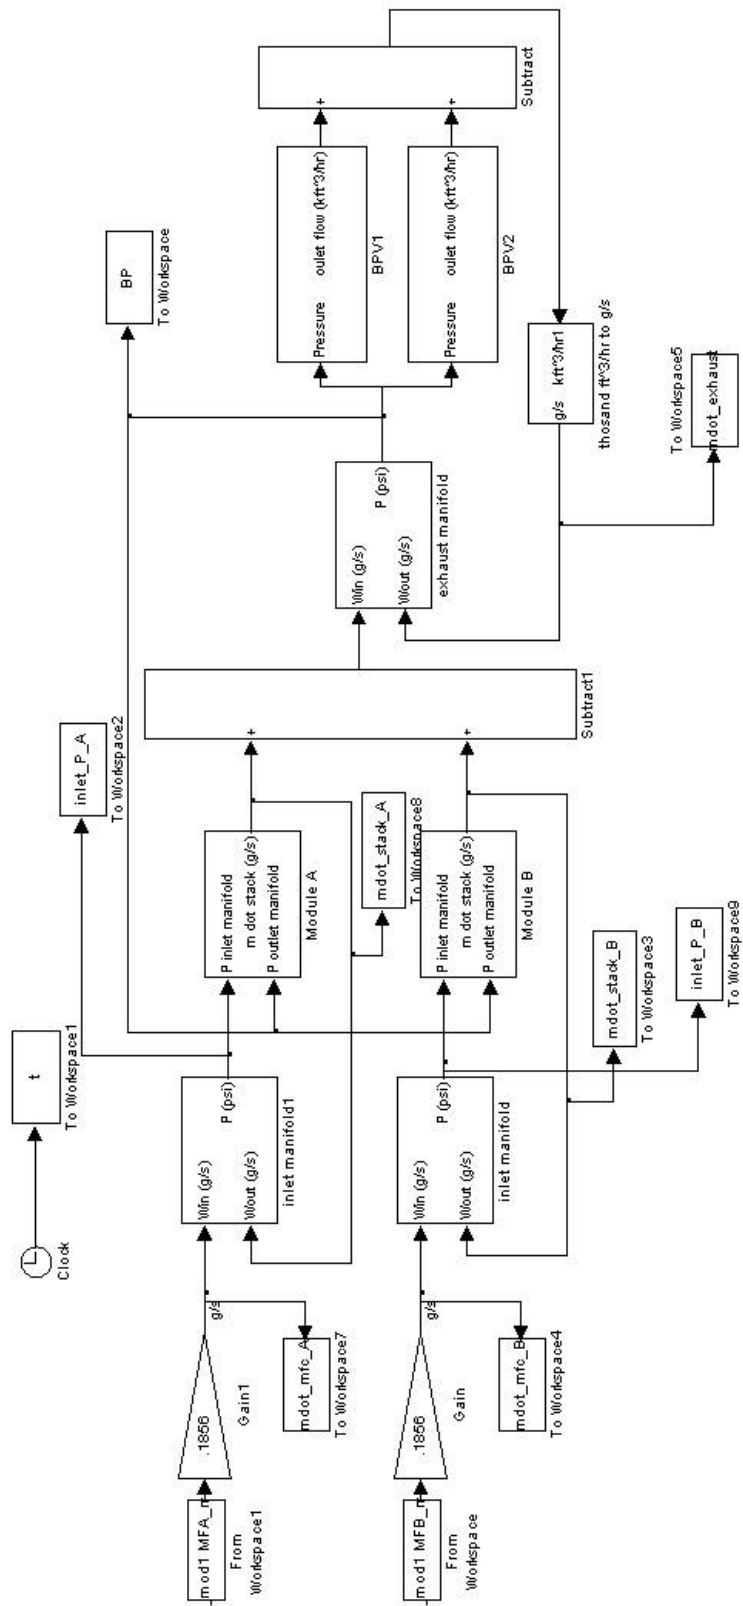 Clock
t
To Workspace1
mod1 MFA_
From
Workspace1
.1856
Gain1
g/s
mdot_mfc_A
To Workspace7
Win (g/s)
Wout (g/s)
P (psi)
inlet manifold1
inlet_P_A
To Workspace2
P inlet manifold
m dot stack (g/s)
P outlet manifold
Module A
mdot_stack_A
To Workspace8
mod1 MFB_
From
Workspace
.1856
Gain
g/s
mdot_mfc_B
To Workspace4
Win (g/s)
Wout (g/s)
P (psi)
inlet manifold
P inlet manifold
m dot stack (g/s)
P outlet manifold
Module B
mdot_stack_B
To Workspace3
inlet_P_B
To Workspace9
+
+
Subtract1
Win (g/s)
Wout (g/s)
P (psi)
exhaust manifold
BP
To Workspace
Pressure oulet flow (kft^3/hr)
BPV1
Pressure oulet flow (kft^3/hr)
BPV2
+
+
Subtract
g/s kft^3/hr1
thosand ft^3/hr to g/s
To Workspace5
mdot_exhaust